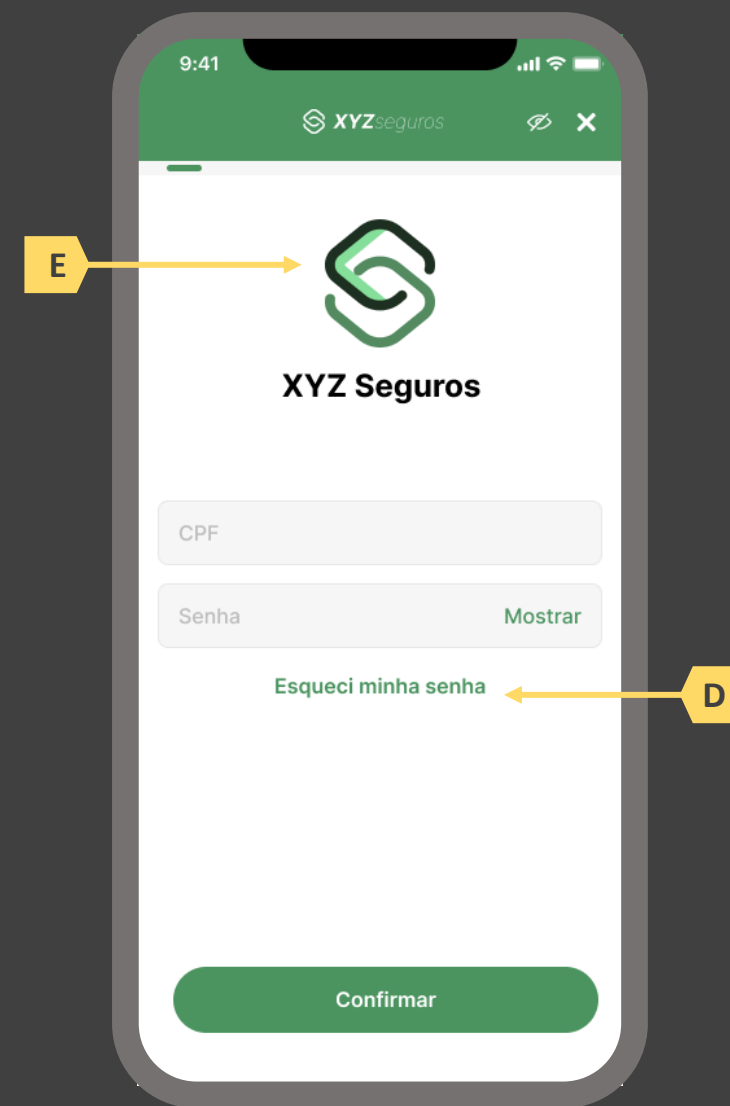 9:41
XYZseguros
E
XYZ Seguros
CPF
Senha Mostrar
Esqueci minha senha
D
Confirmar